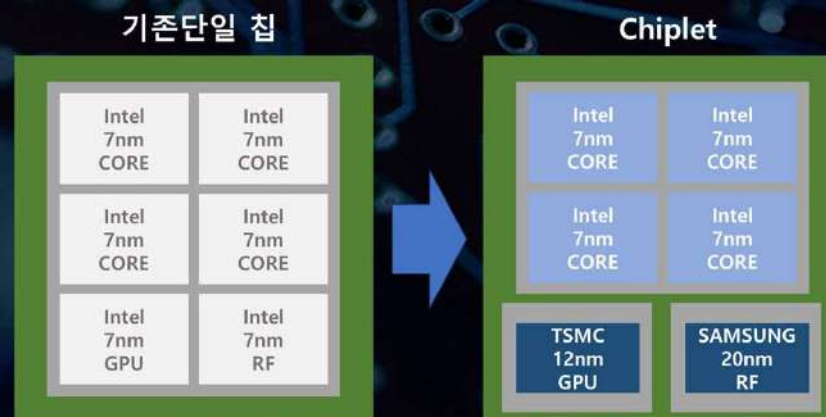 기존단일 칩
Intel
7nm
CORE
Intel
7nm
CORE
Intel
7nm
CORE
Intel
7nm
CORE
Intel
7nm
GPU
Intel
7nm
RF
Chiplet
Intel
7nm
CORE
Intel
7nm
CORE
Intel
7nm
CORE
Intel
7nm
CORE
TSMC
12nm
GPU
SAMSUNG
20nm
RF